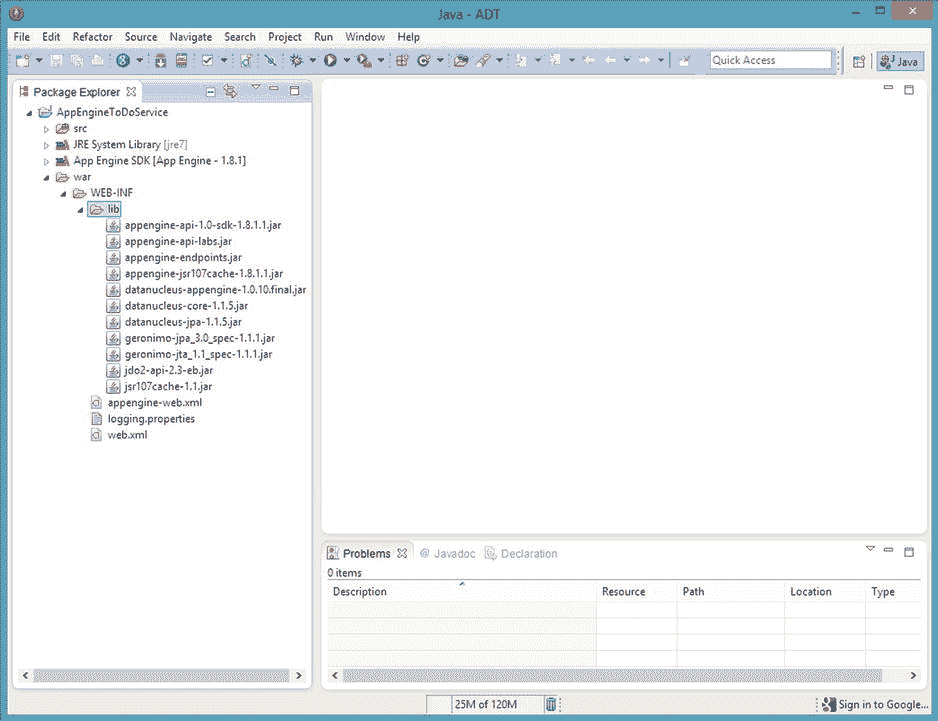 Java - ADT
File Edit Refactor Source Navigate Search Project Run Window Help
Quick Access
Java
Package Explorer
AppEngineToDoService
src
JRE System Library [jre7]
App Engine SDK [App Engine - 1.8.1]
war
WEB-INF
lib
appengine-api-1.0-sdk-1.8.1.1.jar
appengine-api-labs.jar
appengine-endpoints.jar
appengine-jsr107cache-1.8.1.1.jar
datanucleus-appengine-1.0.10.final.jar
datanucleus-core-1.1.5.jar
datanucleus-jpa-1.1.5.jar
geronimo-jpa_3.0_spec-1.1.1.jar
geronimo-jta_1.1_spec-1.1.1.jar
jdo2-api-2.3-eb.jar
jsr107cache-1.1.jar
appengine-web.xml
logging.properties
web.xml
Problems @ Javadoc Declaration
0 items
Description Resource Path Location Type
25M of 120M
Sign in to Google...